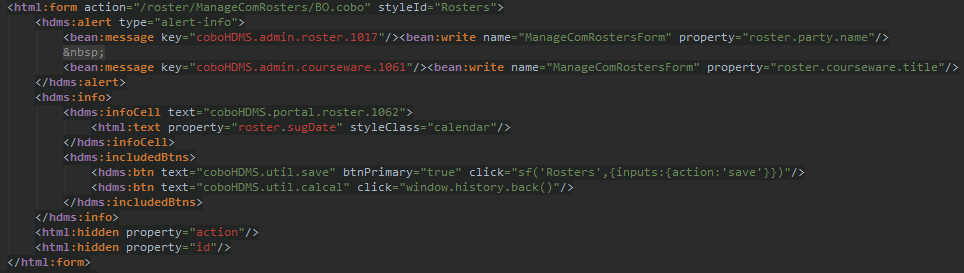 <html:form action="/roster/ManageComRosters/BO.cobo" styleId="Rosters">
<hdms:alert type="alert-info">
<bean:message key="coboHDMS.admin.roster.1017"/><bean:write name="ManageComRostersForm" property="roster.party.name"/>
&nbsp;
<bean:message key="coboHDMS.admin.courseware.1061"/><bean:write name="ManageComRostersForm" property="roster.courseware.title"/>
</hdms:alert>
<hdms:info>
<hdms:infoCell text="coboHDMS.portal.roster.1062">
<html:text property="roster.sugDate" styleClass="calendar"/>
</hdms:infoCell>
<hdms:includedBtns>
<hdms:btn text="coboHDMS.util.save" btnPrimary="true" click="sf('Rosters',{inputs:{action:'save'}})"/>
<hdms:btn text="coboHDMS.util.calcal" click="window.history.back()"/>
</hdms:includedBtns>
</hdms:info>
<html:hidden property="action"/>
<html:hidden property="id"/>
</html:form>